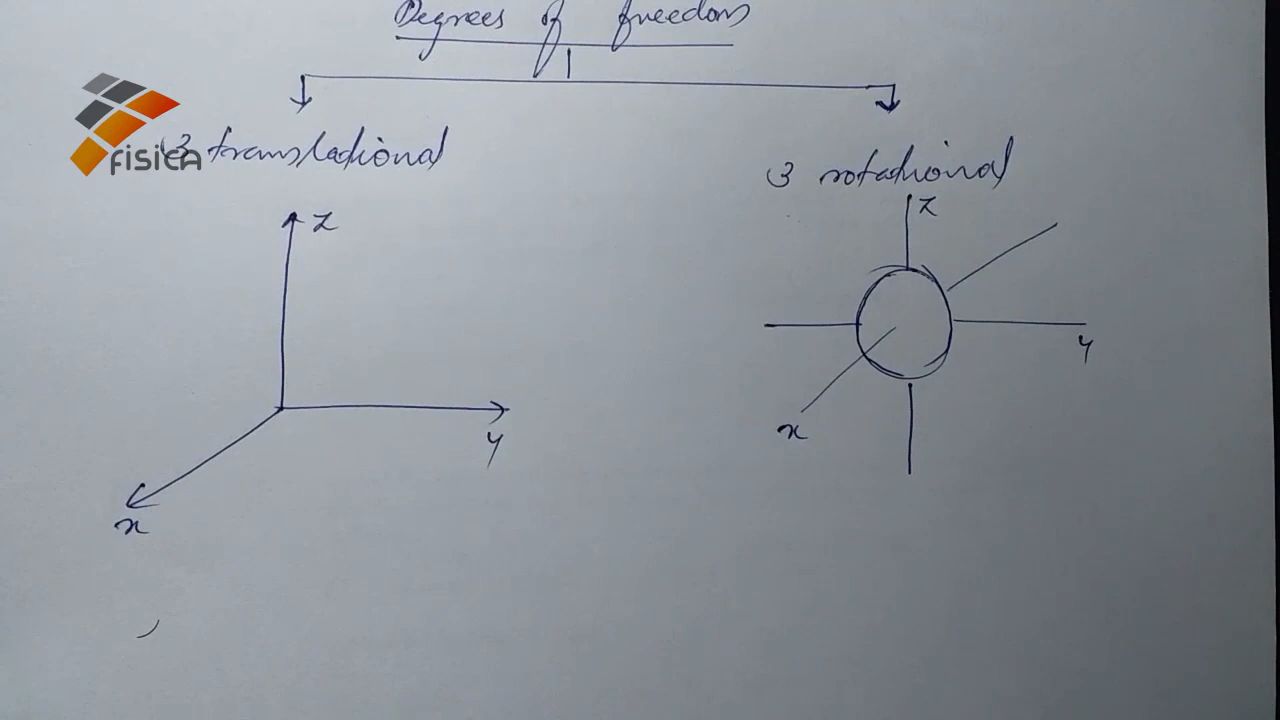 Degrees of freedom
fisica
3 translational
3 rotational
z
z
y
x
y
x